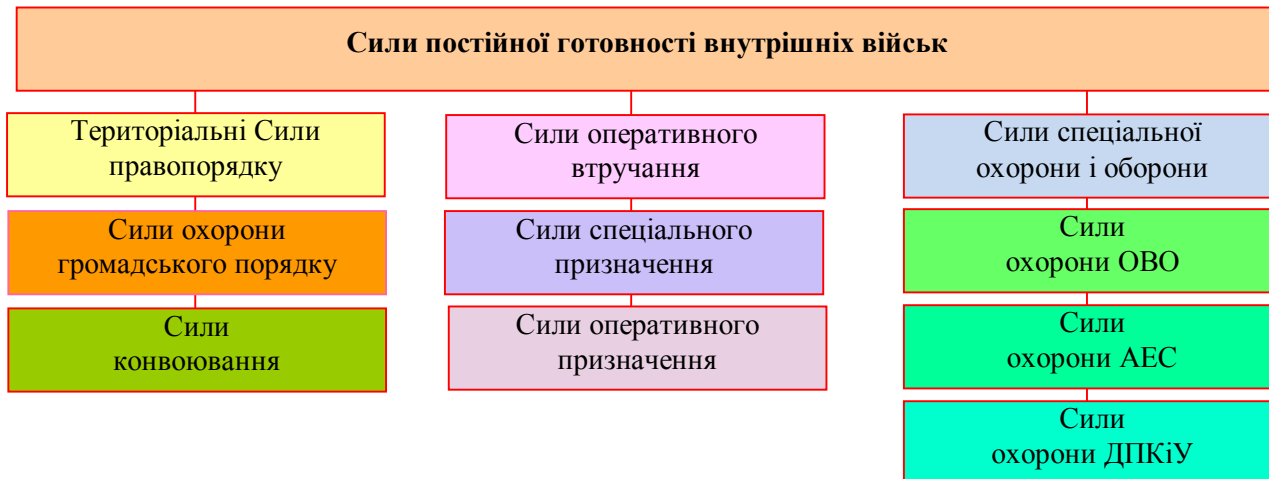 Сили постійної готовності внутрішніх військ
Територіальні Сили
правопорядку
Сили охорони
громадського порядку
Сили
конвоювання
Сили оперативного
втручання
Сили спеціального
призначення
Сили оперативного
призначення
Сили спеціальної
охорони і оборони
Сили
охорони ОВО
Сили
охорони АЕС
Сили
охорони ДПКіУ